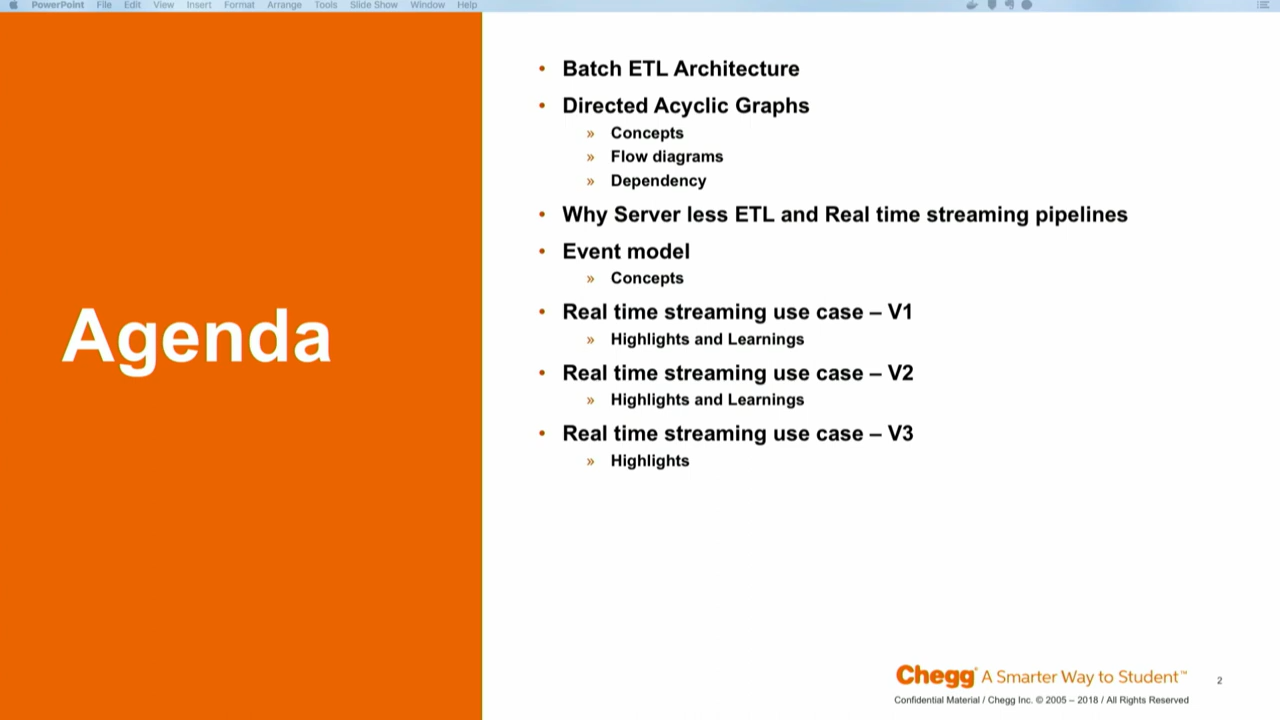 PowerPoint File Edit View Insert Format Arrange Tools Slide Show Window Help
Agenda
• Batch ETL Architecture
• Directed Acyclic Graphs
» Concepts
» Flow diagrams
» Dependency
• Why Server less ETL and Real time streaming pipelines
• Event model
» Concepts
• Real time streaming use case – V1
» Highlights and Learnings
• Real time streaming use case – V2
» Highlights and Learnings
• Real time streaming use case – V3
» Highlights
Chegg® A Smarter Way to Student™
2
Confidential Material / Chegg Inc. © 2005 – 2018 / All Rights Reserved